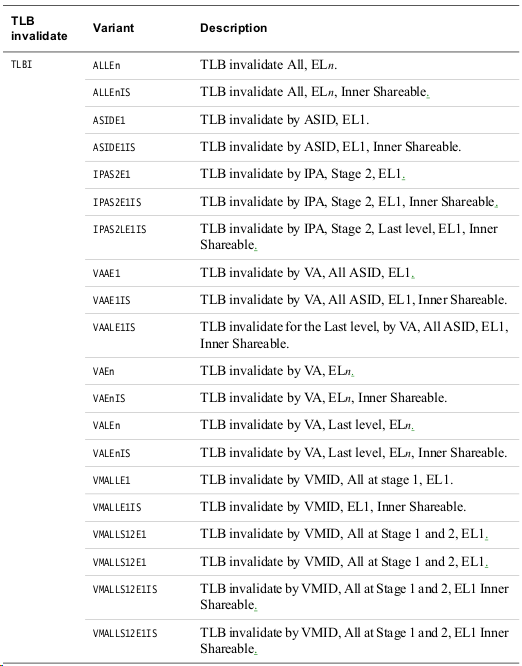 TLB invalidate Variant Description
TLBI ALLEn TLB invalidate All, ELn.
ALLEnIS TLB invalidate All, ELn, Inner Shareable.
ASIDE1 TLB invalidate by ASID, EL1.
ASIDE1IS TLB invalidate by ASID, EL1, Inner Shareable.
IPAS2E1 TLB invalidate by IPA, Stage 2, EL1.
IPAS2E1IS TLB invalidate by IPA, Stage 2, EL1, Inner Shareable.
IPAS2LE1IS TLB invalidate by IPA, Stage 2, Last level, EL1, Inner
Shareable.
VAAE1 TLB invalidate by VA, All ASID, EL1.
VAAE1IS TLB invalidate by VA, All ASID, EL1, Inner Shareable.
VAALE1IS TLB invalidate for the Last level, by VA, All ASID, EL1,
Inner Shareable.
VAEn TLB invalidate by VA, ELn.
VAEnIS TLB invalidate by VA, ELn, Inner Shareable.
VALEn TLB invalidate by VA, Last level, ELn.
VALEnIS TLB invalidate by VA, Last level, ELn, Inner Shareable.
VMALLE1 TLB invalidate by VMID, All at stage 1, EL1.
VMALLE1IS TLB invalidate by VMID, EL1, Inner Shareable.
VMALLS12E1 TLB invalidate by VMID, All at Stage 1 and 2, EL1.
VMALLS12E1 TLB invalidate by VMID, All at Stage 1 and 2, EL1.
VMALLS12E1IS TLB invalidate by VMID, All at Stage 1 and 2, EL1 Inner
Shareable.
VMALLS12E1IS TLB invalidate by VMID, All at Stage 1 and 2, EL1 Inner
Shareable.